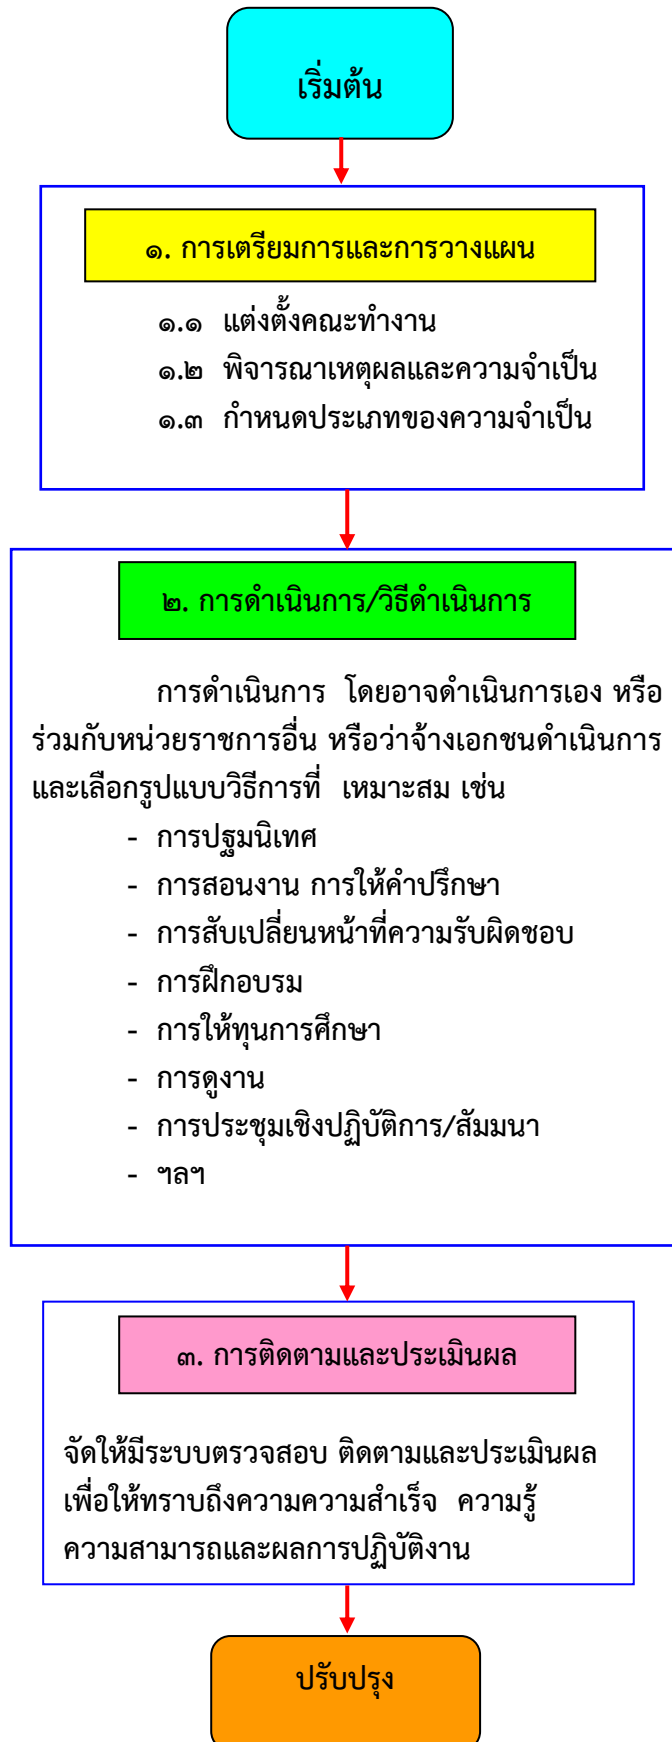 เริ่มต้น
๑. การเตรียมการและการวางแผน
๑.๑ แต่งตั้งคณะทำงาน
๑.๒ พิจารณาเหตุผลและความจำเป็น
๑.๓ กำหนดประเภทของความจำเป็น
๒. การดำเนินการ/วิธีดำเนินการ
การดำเนินการ โดยอาจดำเนินการเอง หรือ
ร่วมกับหน่วยราชการอื่น หรือว่าจ้างเอกชนดำเนินการ
และเลือกรูปแบบวิธีการที่ เหมาะสม เช่น
- การปฐมนิเทศ
- การสอนงาน การให้คำปรึกษา
- การสับเปลี่ยนหน้าที่ความรับผิดชอบ
- การฝึกอบรม
- การให้ทุนการศึกษา
- การดูงาน
- การประชุมเชิงปฏิบัติการ/สัมมนา
- ฯลฯ
๓. การติดตามและประเมินผล
จัดให้มีระบบตรวจสอบ ติดตามและประเมินผล
เพื่อให้ทราบถึงความความสำเร็จ ความรู้
ความสามารถและผลการปฏิบัติงาน
ปรับปรุง